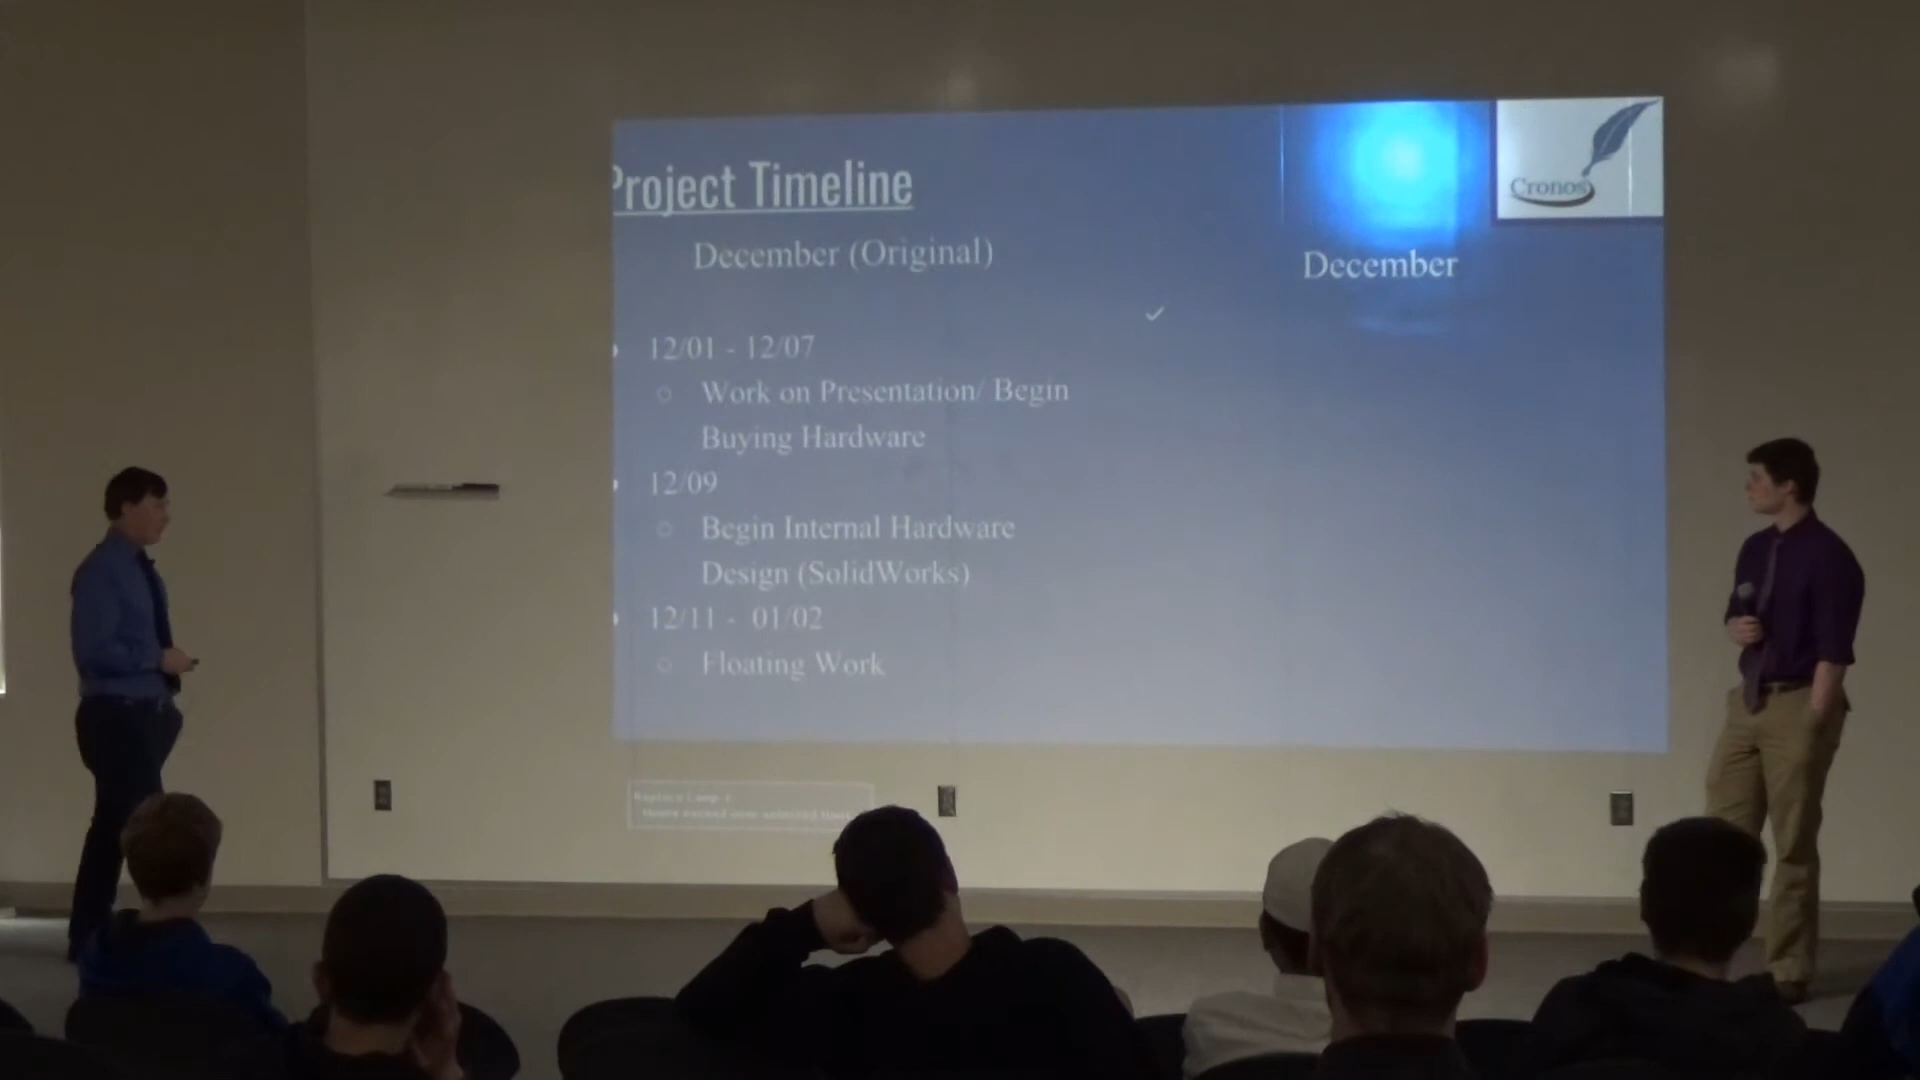 Project Timeline
Cronos
December (Original)
December
12/01 - 12/07
Work on Presentation/ Begin
Buying Hardware
12/09
Begin Internal Hardware
Design (SolidWorks)
12/11 - 01/02
Floating Work